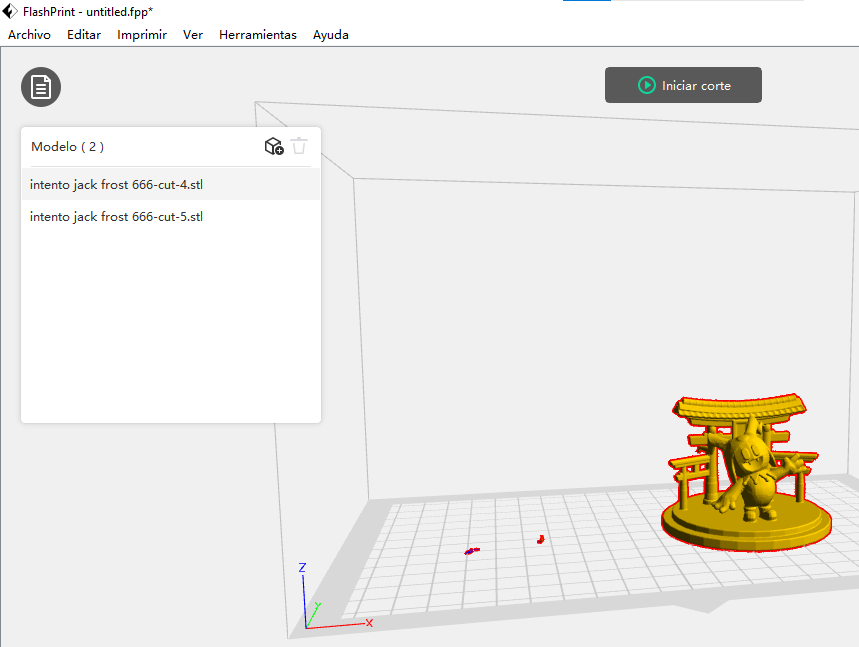 FlashPrint - untitled.fpp*
Archivo Editar Imprimir Ver Herramientas Ayuda
Iniciar corte
Modelo ( 2 )
intento jack frost 666-cut-4.stl
intento jack frost 666-cut-5.stl
Z
Y
X